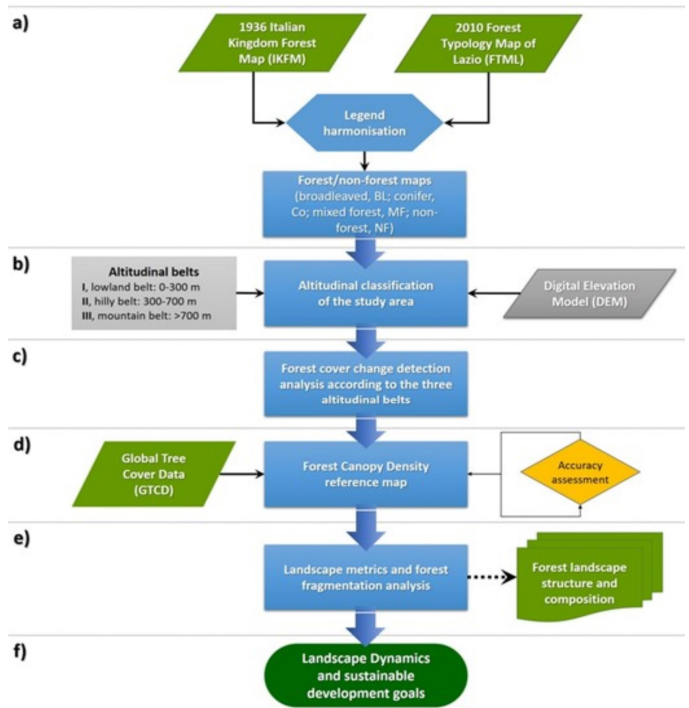 a)
1936 Italian
Kingdom Forest
Map (IKFM)
2010 Forest
Typology Map of
Lazio (FTML)
Legend
harmonisation
Forest/non-forest maps
(broadleaved, BL; conifer,
Co; mixed forest, MF; non-
forest, NF)
b)
Altitudinal belts
I, lowland belt: 0-300 m
II, hilly belt: 300-700 m
III, mountain belt: >700 m
Altitudinal classification
of the study area
Digital Elevation
Model (DEM)
c)
Forest cover change detection
analysis according to the three
altitudinal belts
d)
Global Tree
Cover Data
(GTCD)
Forest Canopy Density
reference map
Accuracy
assessment
e)
Landscape metrics and forest
fragmentation analysis
Forest landscape
structure and
composition
f)
Landscape Dynamics
and sustainable
development goals